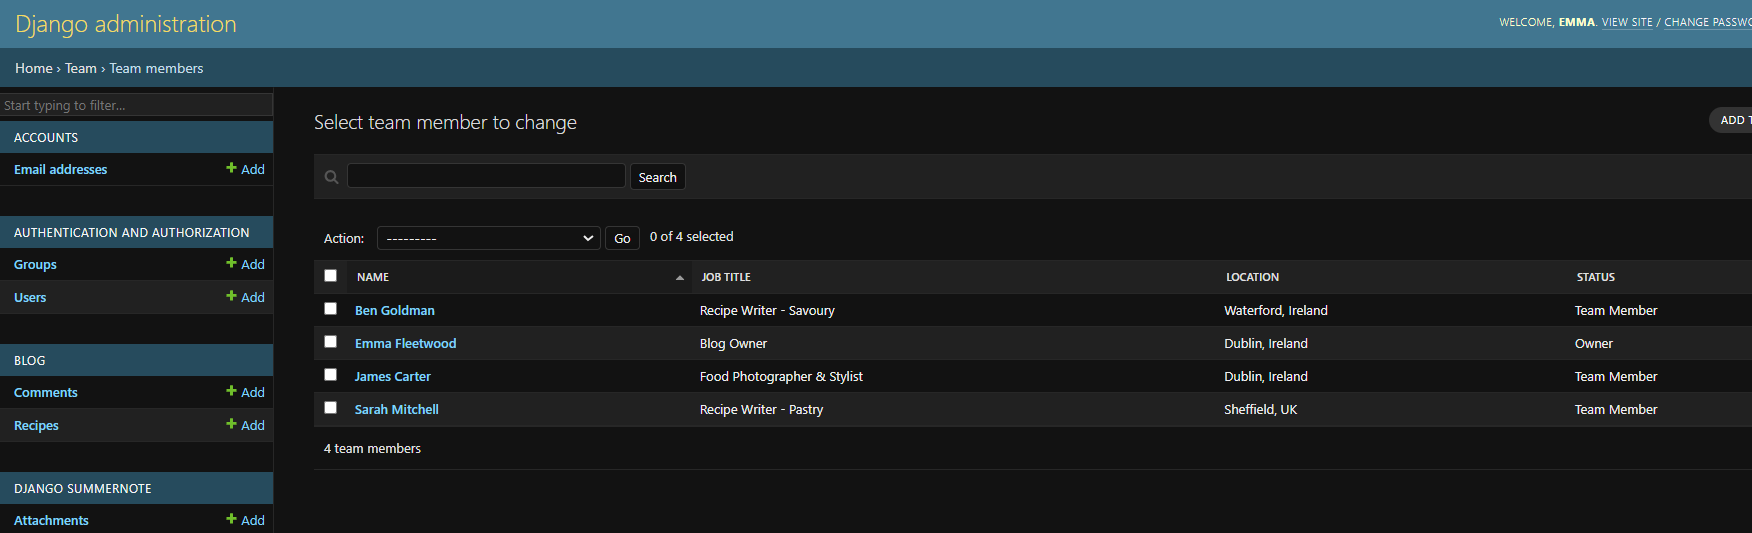 Django administration
WELCOME, EMMA. VIEW SITE / CHANGE
Home › Team › Team members
Start typing to filter...
ACCOUNTS
Email addresses + Add
AUTHENTICATION AND AUTHORIZATION
Groups + Add
Users + Add
BLOG
Comments + Add
Recipes + Add
DJANGO SUMMERNOTE
Attachments + Add
Select team member to change
ADD
Search
Action: --------- Go 0 of 4 selected
NAME JOB TITLE LOCATION STATUS
Ben Goldman Recipe Writer - Savoury Waterford, Ireland Team Member
Emma Fleetwood Blog Owner Dublin, Ireland Owner
James Carter Food Photographer & Stylist Dublin, Ireland Team Member
Sarah Mitchell Recipe Writer - Pastry Sheffield, UK Team Member
4 team members